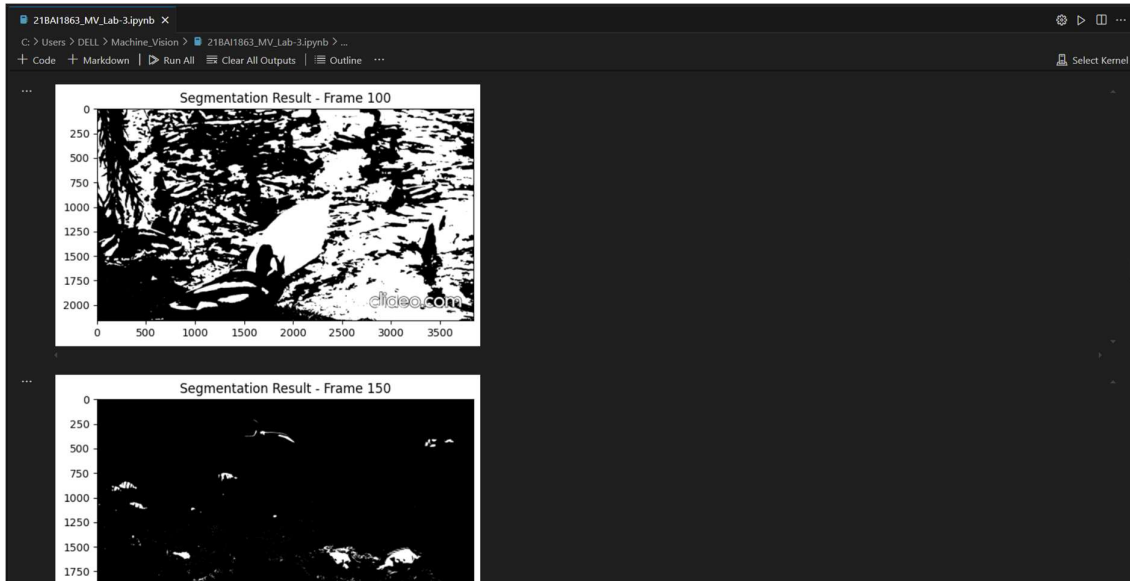 21BAI1863_MV_Lab-3.ipynb
C: > Users > DELL > Machine_Vision > 21BAI1863_MV_Lab-3.ipynb > ...
+ Code + Markdown | Run All Clear All Outputs | Outline ...
Select Kernel
...
Segmentation Result - Frame 100
0
250
500
750
1000
1250
1500
1750
2000
clideo.com
0 500 1000 1500 2000 2500 3000 3500
...
Segmentation Result - Frame 150
0
250
500
750
1000
1250
1500
1750